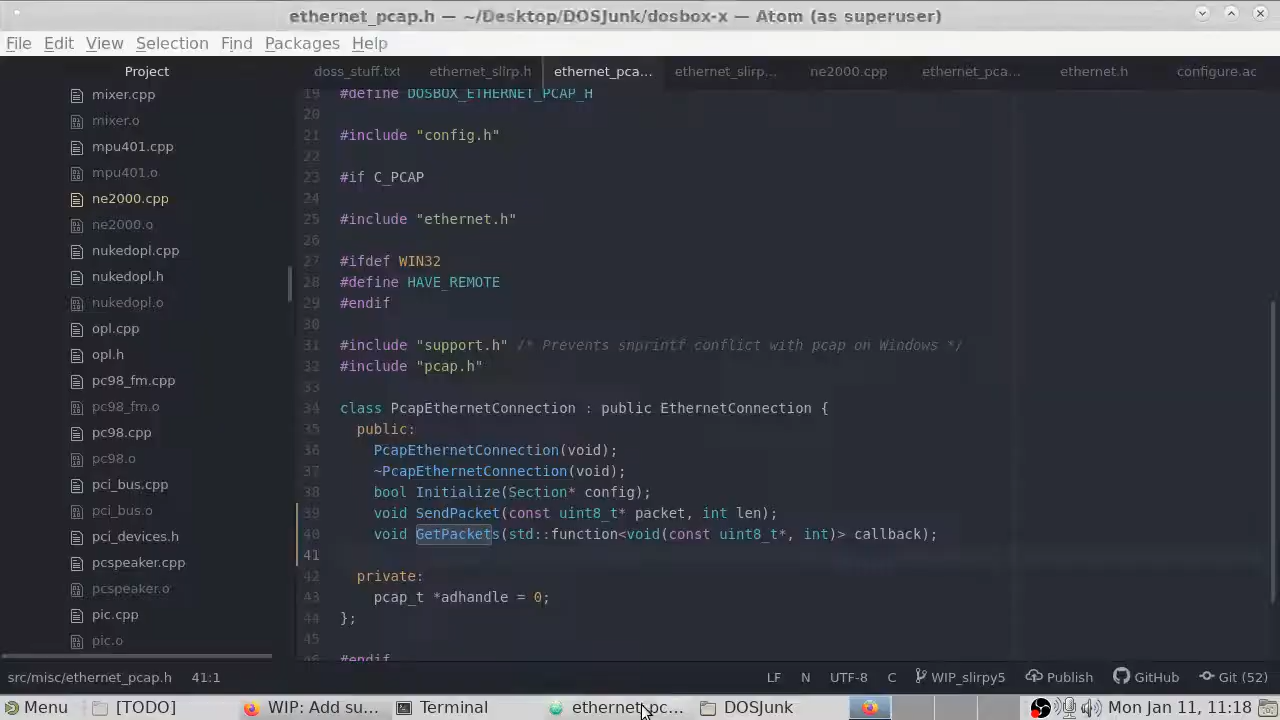 ethernet_pcap.h — ~/Desktop/DOSJunk/dosbox-x — Atom (as superuser)
File Edit View Selection Find Packages Help
Project
doss_stuff.txt ethernet_sllrp.h ethernet_pca... ethernet_slirp... ne2000.cpp ethernet_pca... ethernet.h configure.ac
mixer.cpp
mixer.o
mpu401.cpp
mpu401.o
ne2000.cpp
ne2000.o
nukedopl.cpp
nukedopl.h
nukedopl.o
opl.cpp
opl.h
pc98_fm.cpp
pc98_fm.o
pc98.cpp
pc98.o
pci_bus.cpp
pci_bus.o
pci_devices.h
pcspeaker.cpp
pcspeaker.o
pic.cpp
pic.o
19 #define DOSBOX_ETHERNET_PCAP_H
20
21 #include "config.h"
22
23 #if C_PCAP
24
25 #include "ethernet.h"
26
27 #ifdef WIN32
28 #define HAVE_REMOTE
29 #endif
30
31 #include "support.h" /* Prevents snprintf conflict with pcap on Windows */
32 #include "pcap.h"
33
34 class PcapEthernetConnection : public EthernetConnection {
35 public:
36 PcapEthernetConnection(void);
37 ~PcapEthernetConnection(void);
38 bool Initialize(Section* config);
39 void SendPacket(const uint8_t* packet, int len);
40 void GetPackets(std::function<void(const uint8_t*, int)> callback);
41
42 private:
43 pcap_t *adhandle = 0;
44 };
45
46 #endif
src/misc/ethernet_pcap.h 41:1 LF N UTF-8 C WIP_slirpy5 Publish GitHub Git (52)
Menu [TODO] WIP: Add su... Terminal ethernet_pc... DOSJunk Mon Jan 11, 11:18